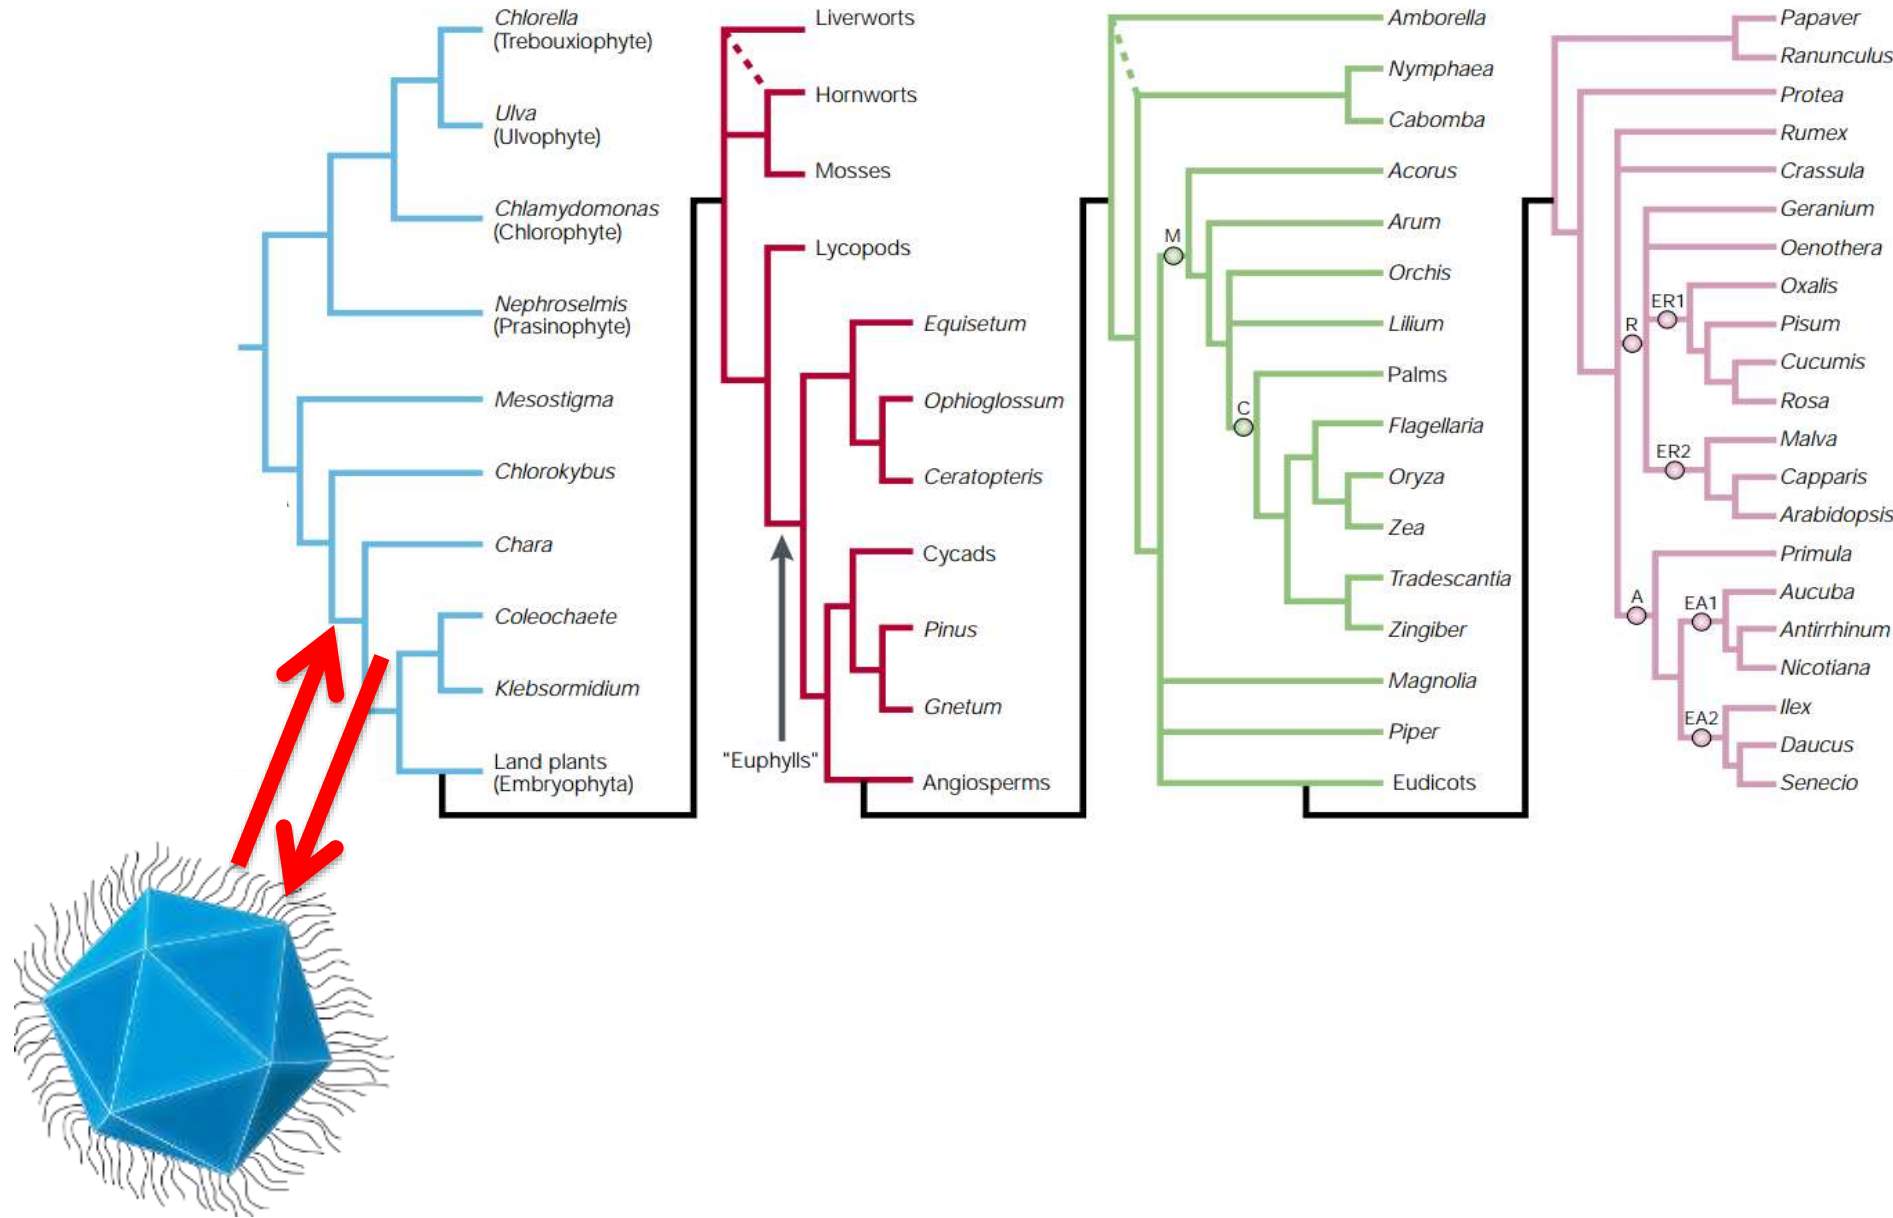 Chlorella
(Trebouxiophyte)
Ulva
(Ulvophyte)
Chlamydomonas
(Chlorophyte)
Nephroselmis
(Prasinophyte)
Mesostigma
Chlorokybus
Chara
Coleochaete
Klebsormidium
Land plants
(Embryophyta)
Liverworts
Hornworts
Mosses
Lycopods
Equisetum
Ophioglossum
Ceratopteris
Cycads
Pinus
Gnetum
"Euphylls"
Angiosperms
Amborella
Nymphaea
Cabomba
Acorus
Arum
M
Orchis
Lilium
Palms
C
Flagellaria
Oryza
Zea
Tradescantia
Zingiber
Magnolia
Piper
Eudicots
Papaver
Ranunculus
Protea
Rumex
Crassula
Geranium
Oenothera
Oxalis
ER1
R
Pisum
Cucumis
Rosa
Malva
ER2
Capparis
Arabidopsis
Primula
Aucuba
A
EA1
Antirrhinum
Nicotiana
Ilex
EA2
Daucus
Senecio